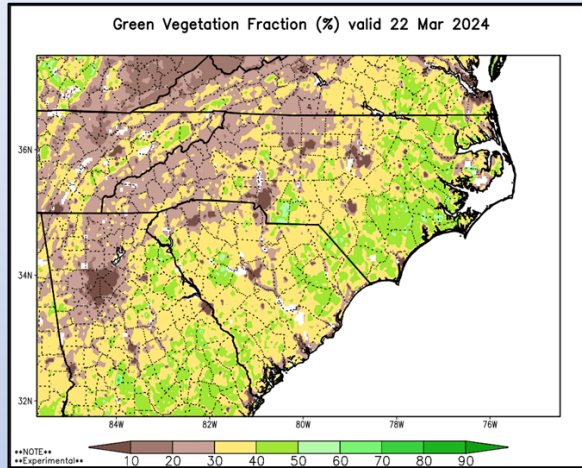 Green Vegetation Fraction (%) valid 22 Mar 2024
36N
34N
32N
84W 82W 80W 78W 76W
**NOTE**
**Experimental**
10 20 30 40 50 60 70 80 90